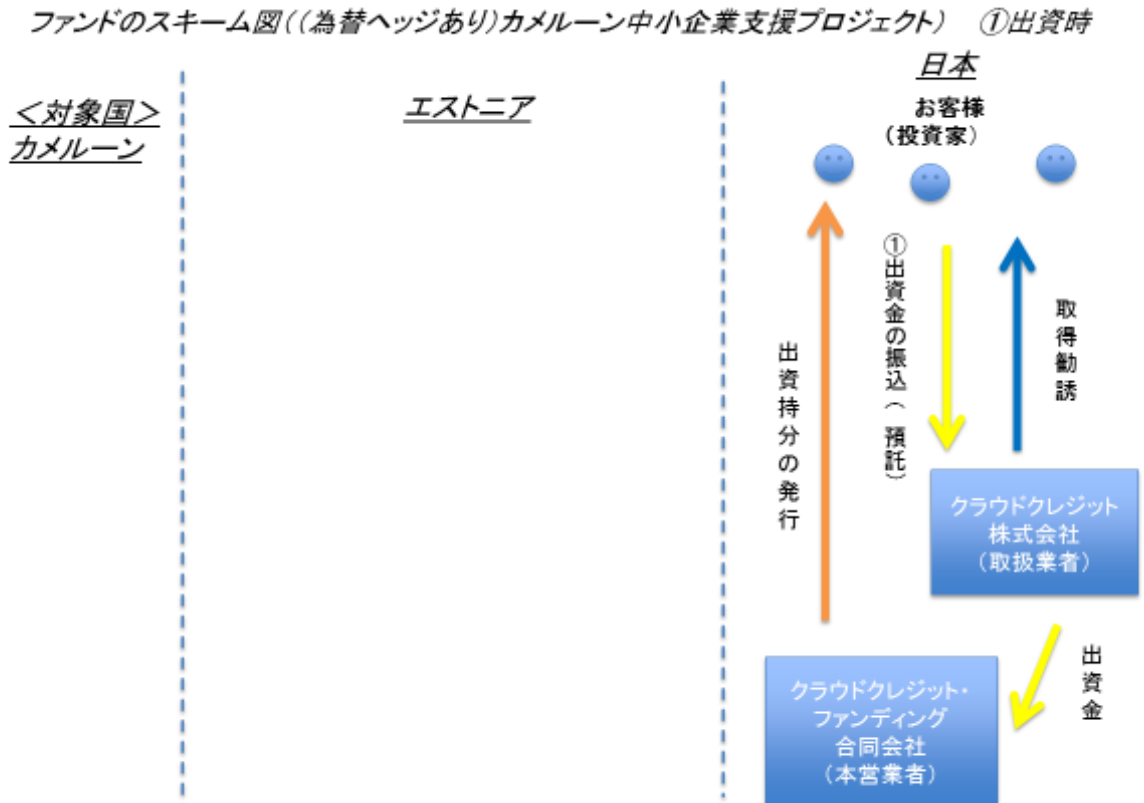 ファンドのスキーム図((為替ヘッジあり)カメルーン中小企業支援プロジェクト) ①出資時
<対象国>
カメルーン
エストニア
日本
お客様
(投資家)
出資持分の発行
①出資金の振込(預託)
取得勧誘
クラウドクレジット
株式会社
(取扱業者)
出資金
クラウドクレジット・
ファンディング
合同会社
(本営業者)